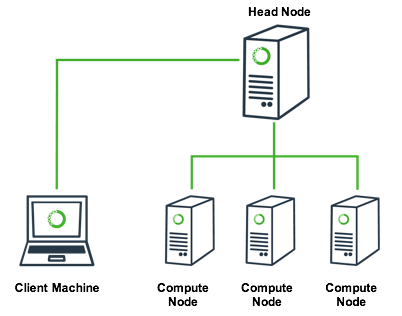 Head Node
Client Machine
Compute
Node
Compute
Node
Compute
Node